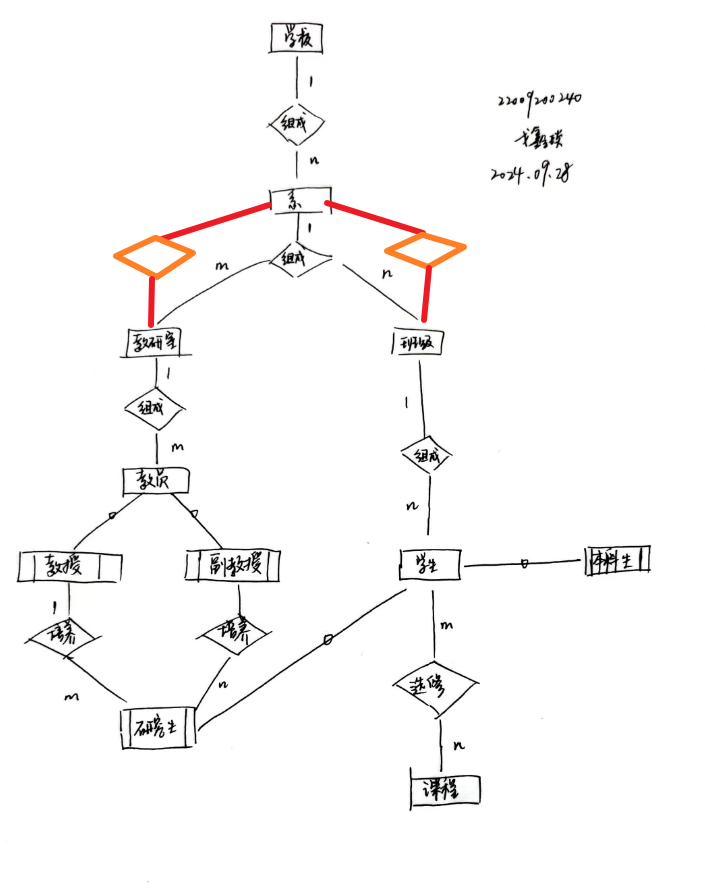 学校
1
组成
n
2209200240
2024.09.28
系
1
组成
m
n
教研室
班级
1
1
组成
组成
m
n
教员
教授
副教授
学生
本科生
1
培养
培养
m
m
n
选修
研究生
n
课程